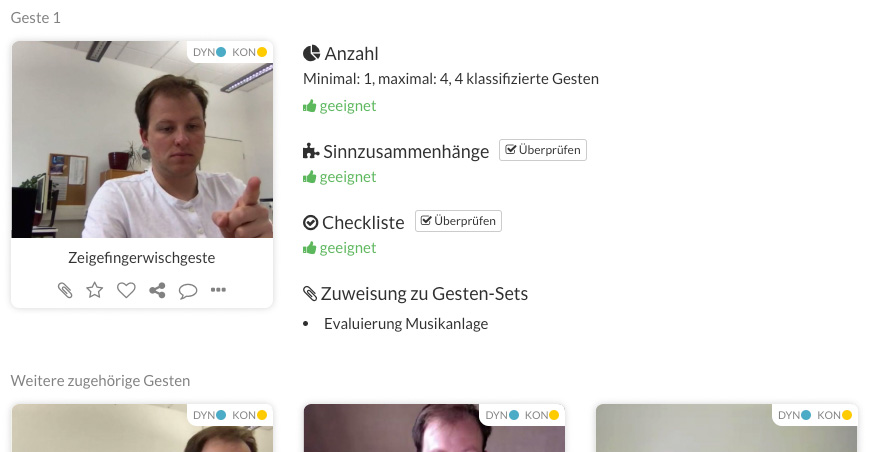 Geste 1
DYN KON
Anzahl
Minimal: 1, maximal: 4, 4 klassifizierte Gesten
geeignet
Sinnzusammenhänge Überprüfen
geeignet
Checkliste Überprüfen
geeignet
Zeigefingerwischgeste
Zuweisung zu Gesten-Sets
• Evaluierung Musikanlage
Weitere zugehörige Gesten
DYN KON DYN KON DYN KON